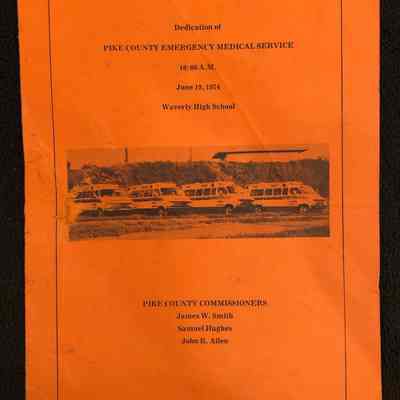 Dedication of
PIKE COUNTY EMERGENCY MEDICAL SERVICE
10:00 A.M.
June 19, 1974
Waverly High School
PIKE COUNTY COMMISSIONERS
James W. Smith
Samuel Hughes
John R. Allen